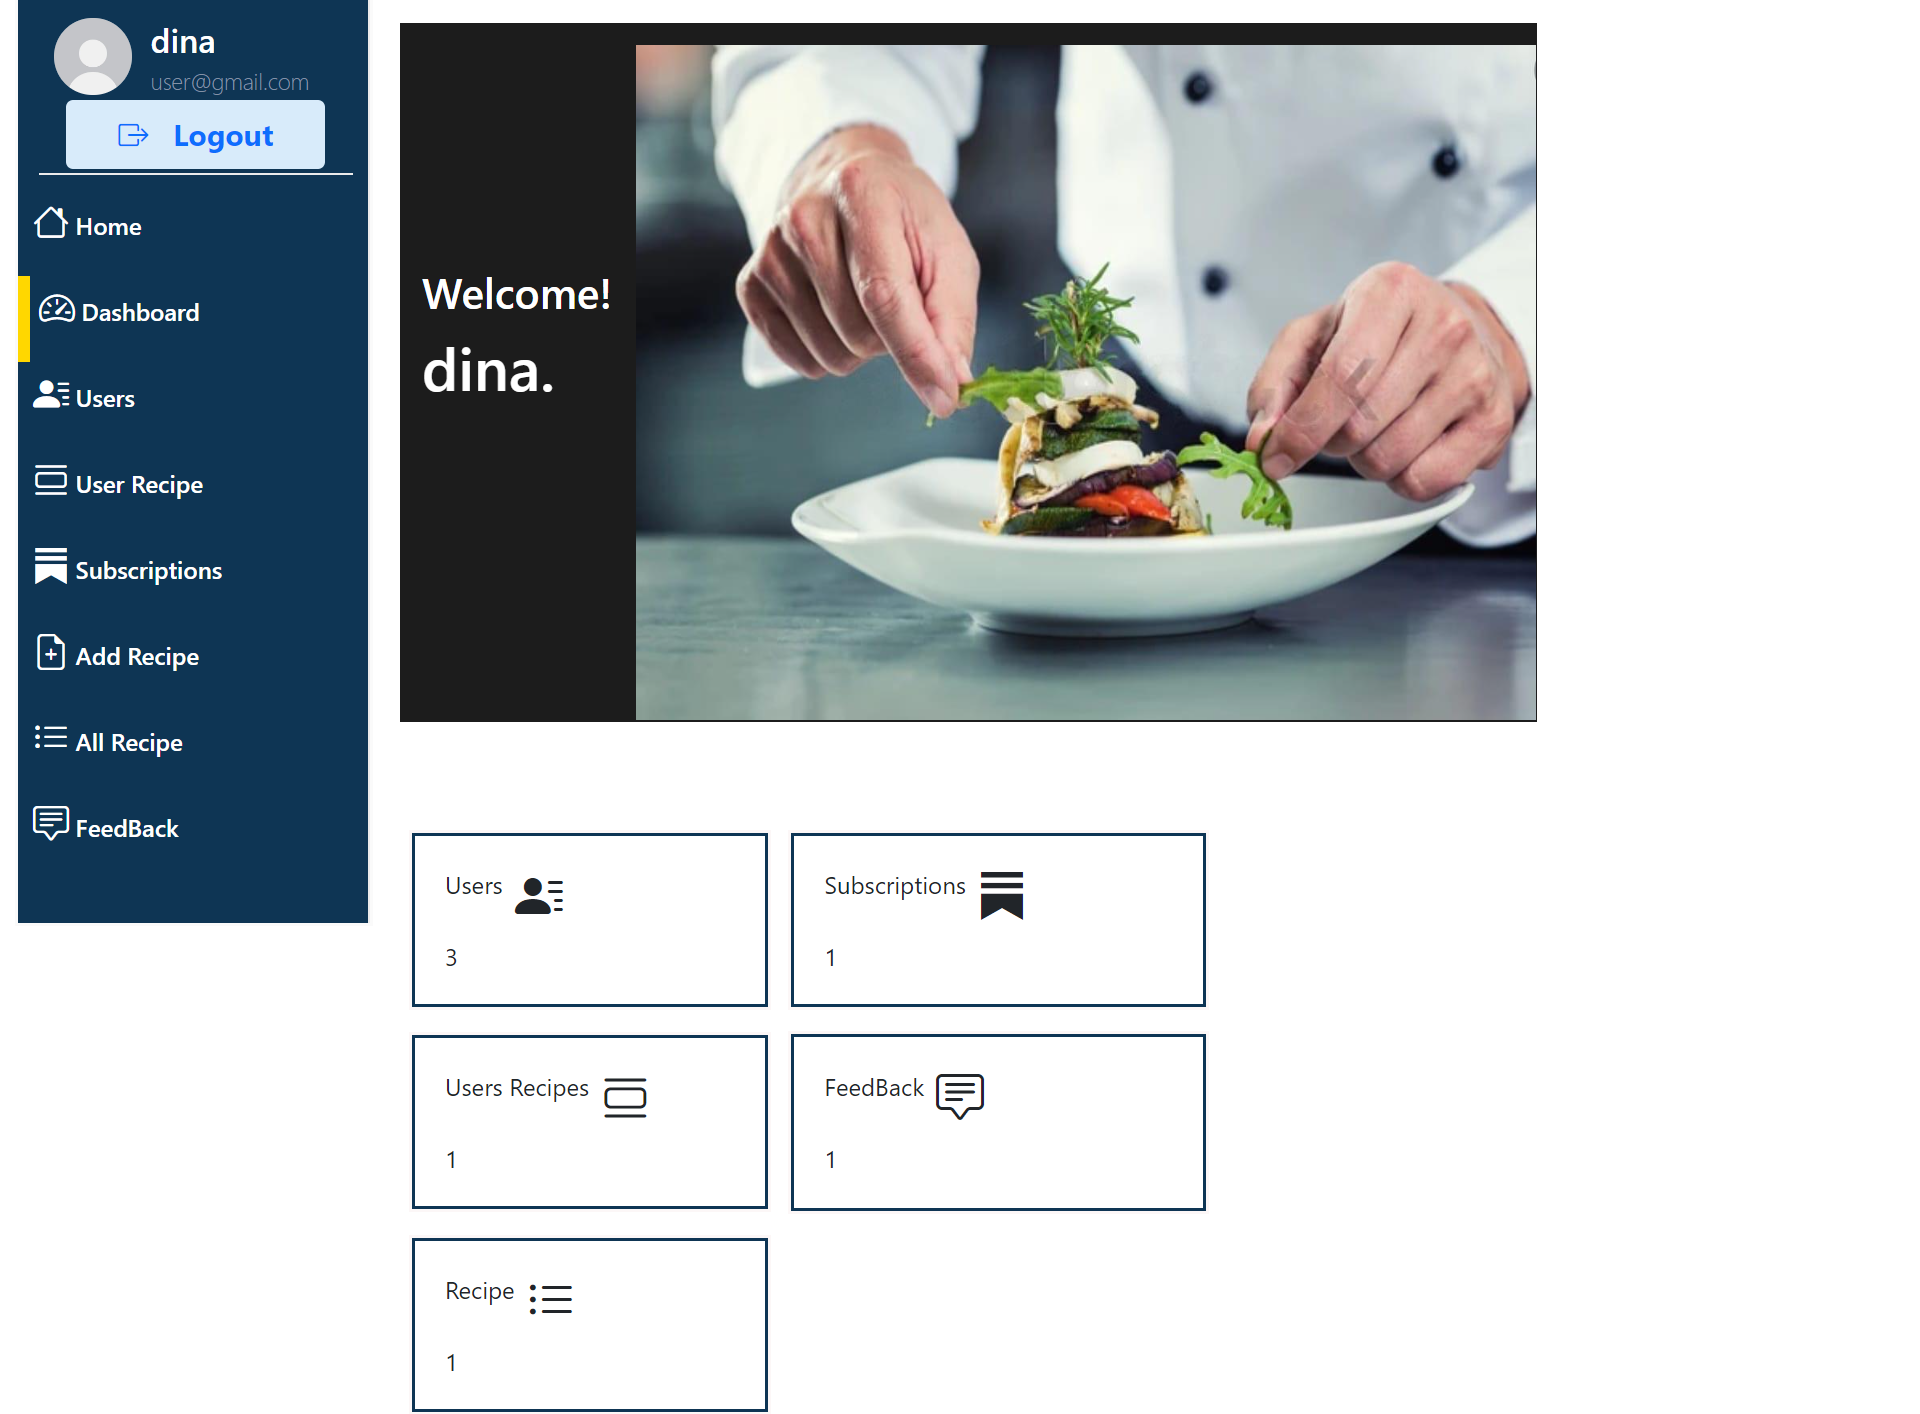 dina
user@gmail.com
Logout
Home
Dashboard
Users
User Recipe
Subscriptions
Add Recipe
All Recipe
FeedBack
Welcome!
dina.
Users
3
Subscriptions
1
Users Recipes
1
FeedBack
1
Recipe
1